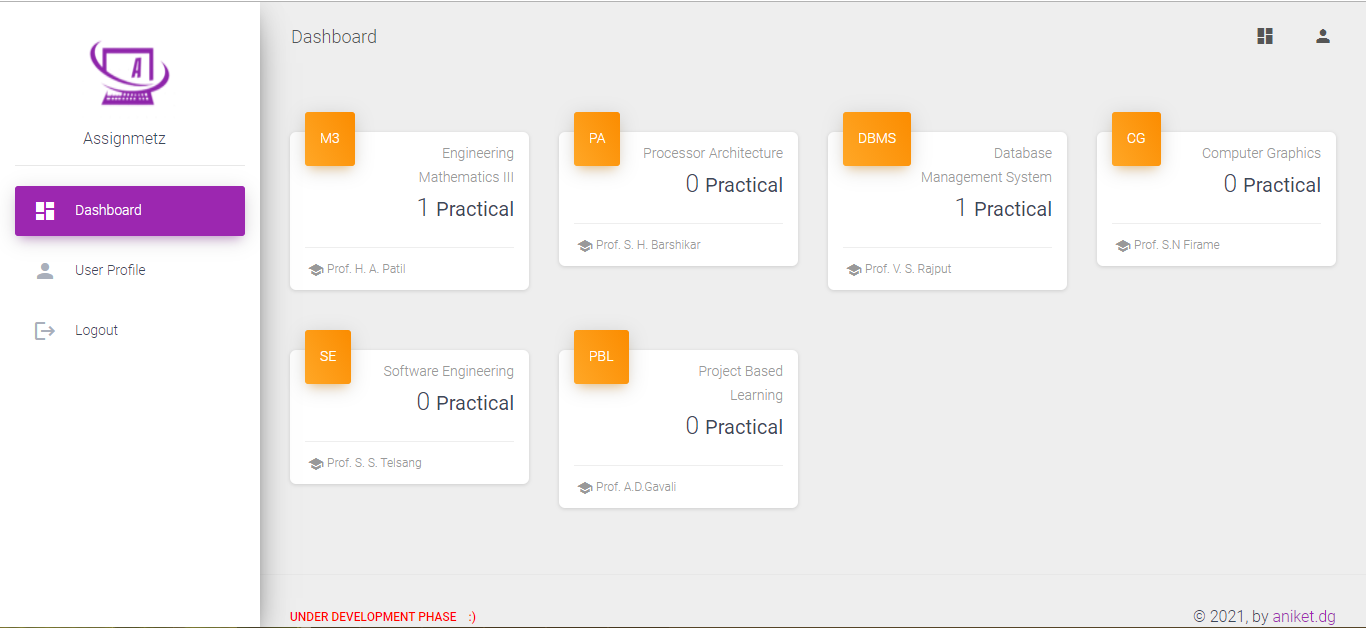 A
Assignmetz
Dashboard
User Profile
Logout
Dashboard
M3
Engineering
Mathematics III
1 Practical
Prof. H. A. Patil
PA
Processor Architecture
0 Practical
Prof. S. H. Barshikar
DBMS
Database
Management System
1 Practical
Prof. V. S. Rajput
CG
Computer Graphics
0 Practical
Prof. S.N Firame
SE
Software Engineering
0 Practical
Prof. S. S. Telsang
PBL
Project Based
Learning
0 Practical
Prof. A.D.Gavali
UNDER DEVELOPMENT PHASE :)
© 2021, by aniket.dg